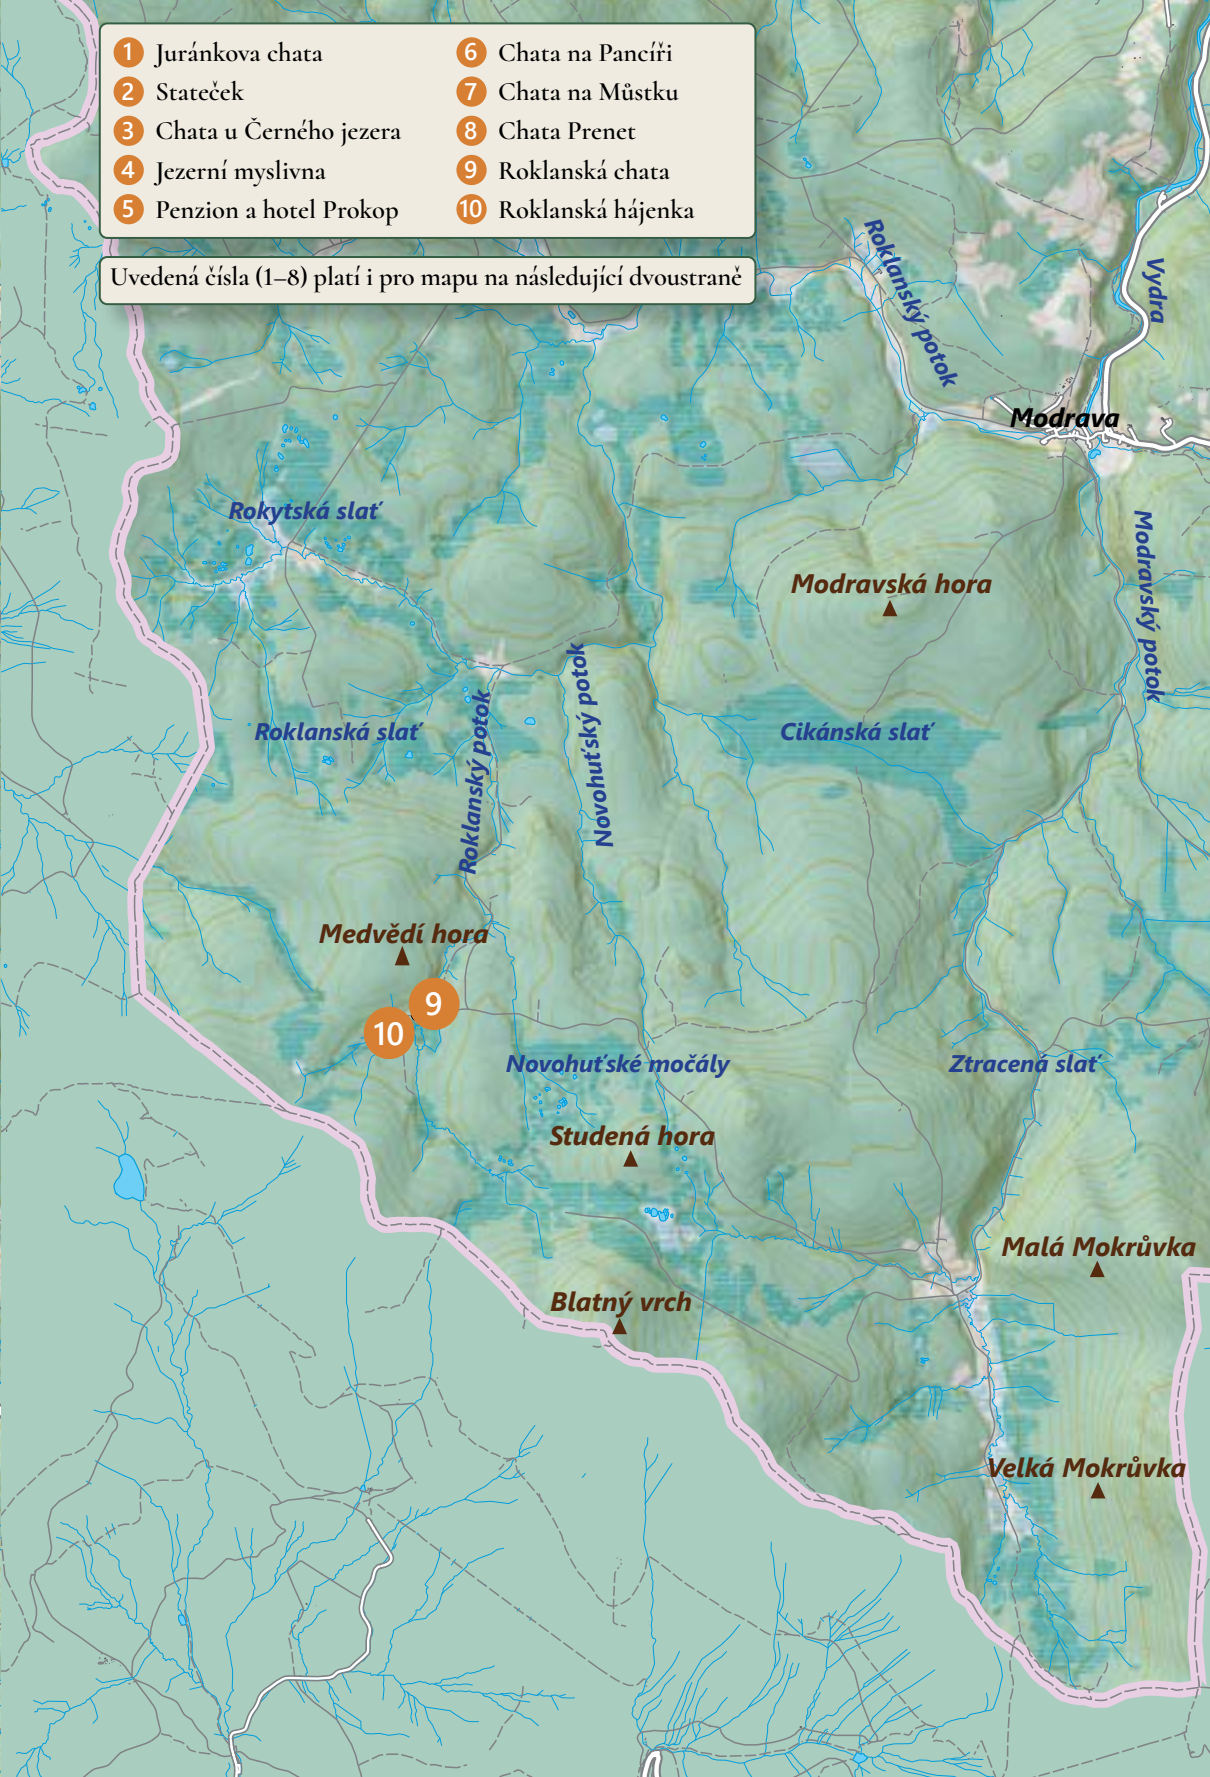 1 Juránkova chata
2 Stateček
3 Chata u Černého jezera
4 Jezerní myslivna
5 Penzion a hotel Prokop
6 Chata na Pancíři
7 Chata na Můstku
8 Chata Prenet
9 Roklanská chata
10 Roklanská hájenka
Uvedená čísla (1–8) platí i pro mapu na následující dvoustraně
Roklanský potok
Vydra
Modrava
Rokytská slať
Modravský potok
Modravská hora
Novohuťský potok
Roklanský potok
Roklanská slať
Cikánská slať
Medvědí hora
9
10
Novohuťské močály
Ztracená slať
Studená hora
Malá Mokrůvka
Blatný vrch
Velká Mokrůvka